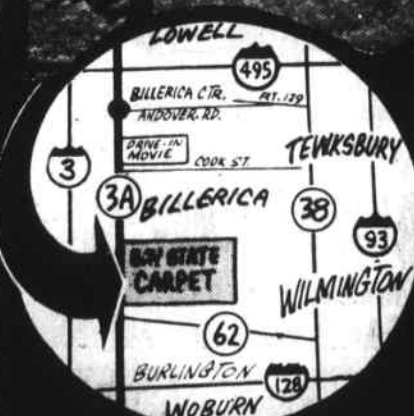 LOWELL
495
BILLERICA CTR. RT. 129
ANDOVER RD.
DRIVE-IN
MOVIE
COOK ST.
TEWKSBURY
3
3A
BILLERICA
38
93
BAY STATE
CARPET
WILMINGTON
62
BURLINGTON
128
WOBURN